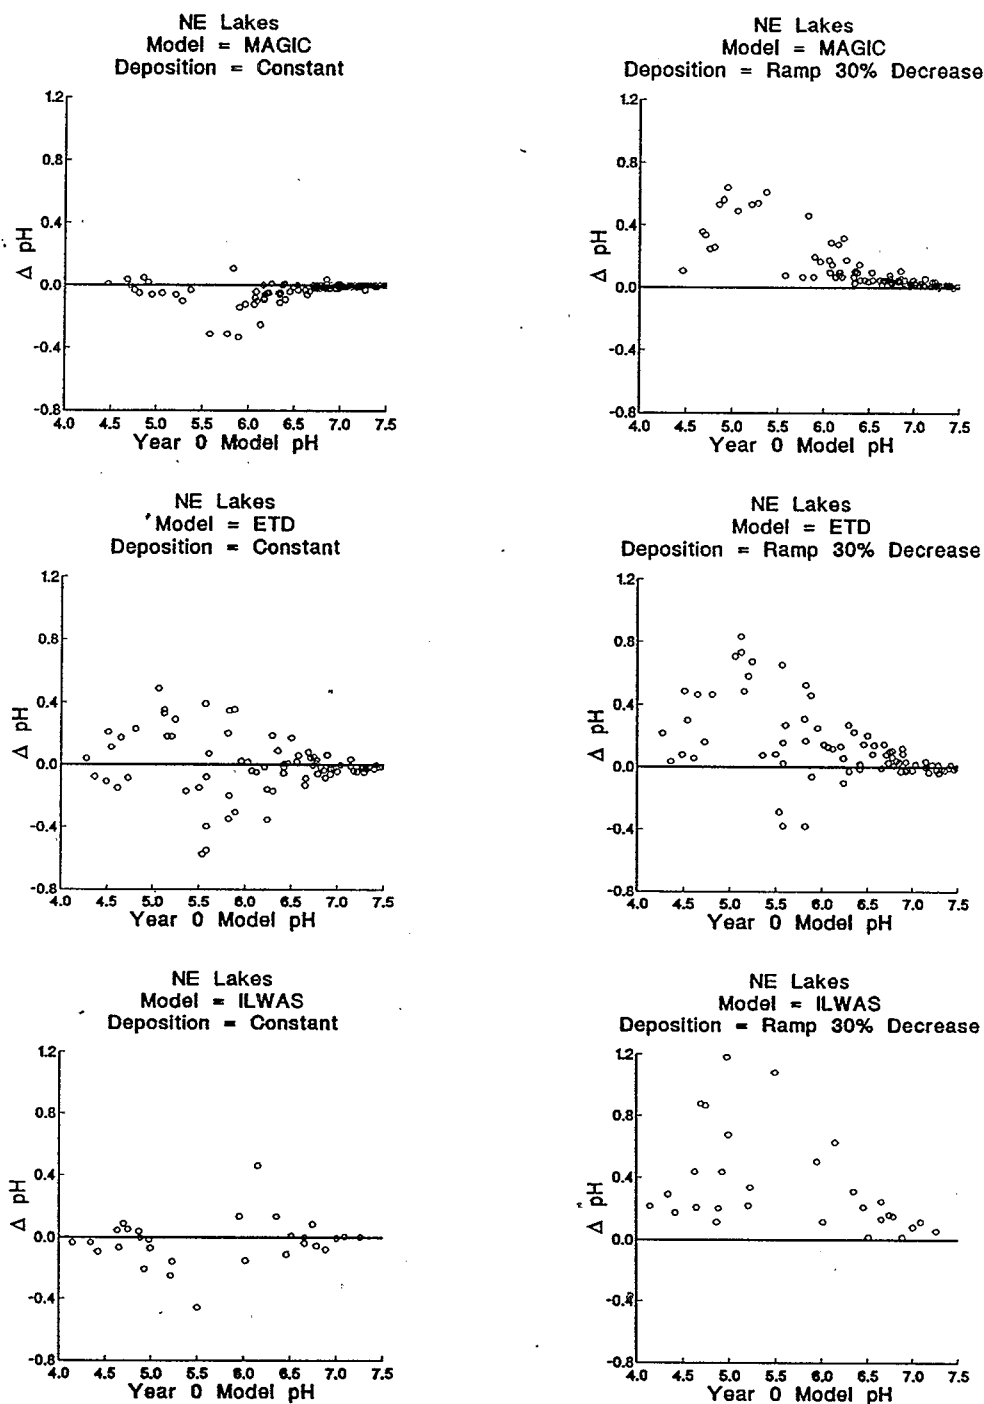 NE Lakes
Model = MAGIC
Deposition = Constant
1.2
0.8
0.4
0.0
-0.4
-0.8
Δ pH
4.0 4.5 5.0 5.5 6.0 6.5 7.0 7.5
Year 0 Model pH
NE Lakes
Model = MAGIC
Deposition = Ramp 30% Decrease
1.2
0.8
0.4
0.0
-0.4
-0.8
Δ pH
4.0 4.5 5.0 5.5 6.0 6.5 7.0 7.5
Year 0 Model pH
NE Lakes
Model = ETD
Deposition = Constant
1.2
0.8
0.4
0.0
-0.4
-0.8
Δ pH
4.0 4.5 5.0 5.5 6.0 6.5 7.0 7.5
Year 0 Model pH
NE Lakes
Model = ETD
Deposition = Ramp 30% Decrease
1.2
0.8
0.4
0.0
-0.4
-0.8
Δ pH
4.0 4.5 5.0 5.5 6.0 6.5 7.0 7.5
Year 0 Model pH
NE Lakes
Model = ILWAS
Deposition = Constant
1.2
0.8
0.4
0.0
-0.4
-0.8
Δ pH
4.0 4.5 5.0 5.5 6.0 6.5 7.0 7.5
Year 0 Model pH
NE Lakes
Model = ILWAS
Deposition = Ramp 30% Decrease
1.2
0.8
0.4
0.0
-0.4
-0.8
Δ pH
4.0 4.5 5.0 5.5 6.0 6.5 7.0 7.5
Year 0 Model pH